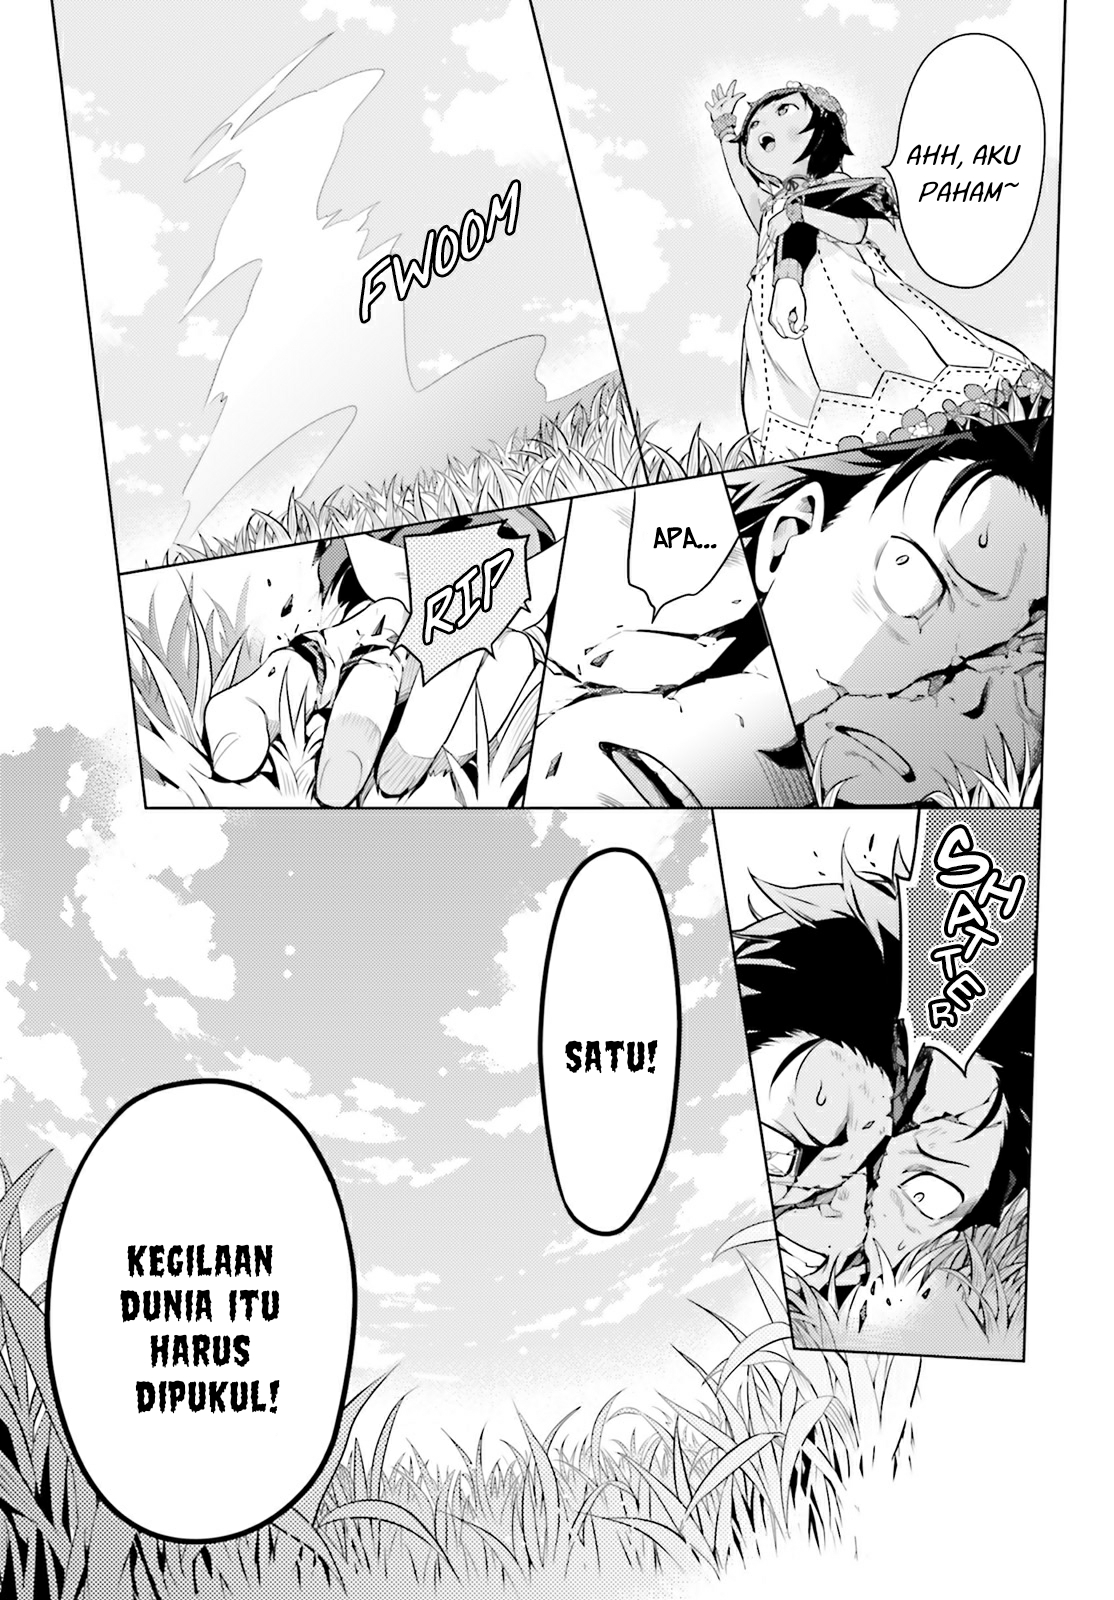 AHH, AKU
PAHAM~
FWOOM
APA...
RIP
SHATTER
SATU!
KEGILAAN
DUNIA ITU
HARUS
DIPUKUL!